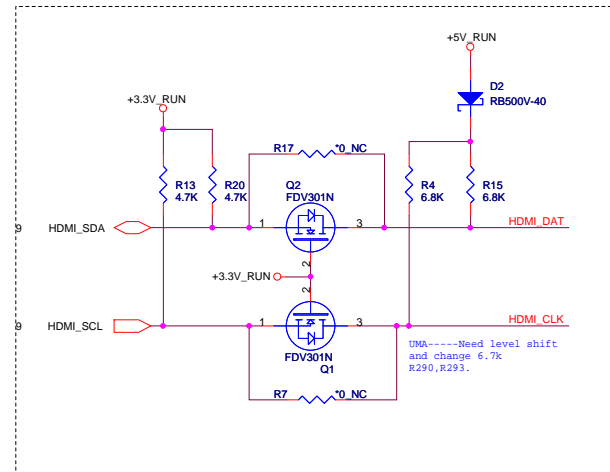 +5V_RUN
D2
RB500V-40
+3.3V_RUN
R17
*0_NC
R13
4.7K
R20
4.7K
Q2
FDV301N
R4
6.8K
R15
6.8K
9
HDMI_SDA
1
3
HDMI_DAT
2
+3.3V_RUN
2
9
HDMI_SCL
1
3
HDMI_CLK
FDV301N
Q1
UMA-----Need level shift
and change 6.7k
R290,R293.
R7
*0_NC